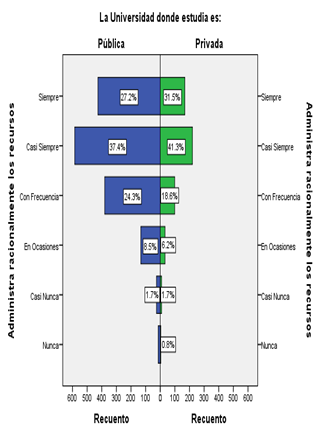 La Universidad donde estudia es:
Pública Privada
Administra racionalmente los recursos
Siempre 27.2% 31.5% Siempre
Casi Siempre 37.4% 41.3% Casi Siempre
Con Frecuencia 24.3% 18.6% Con Frecuencia
En Ocasiones 8.5% 6.2% En Ocasiones
Casi Nunca 1.7% 1.7% Casi Nunca
Nunca 0.8% Nunca
Administra racionalmente los recursos
600 500 400 300 200 100 0 0 100 200 300 400 500 600
Recuento Recuento